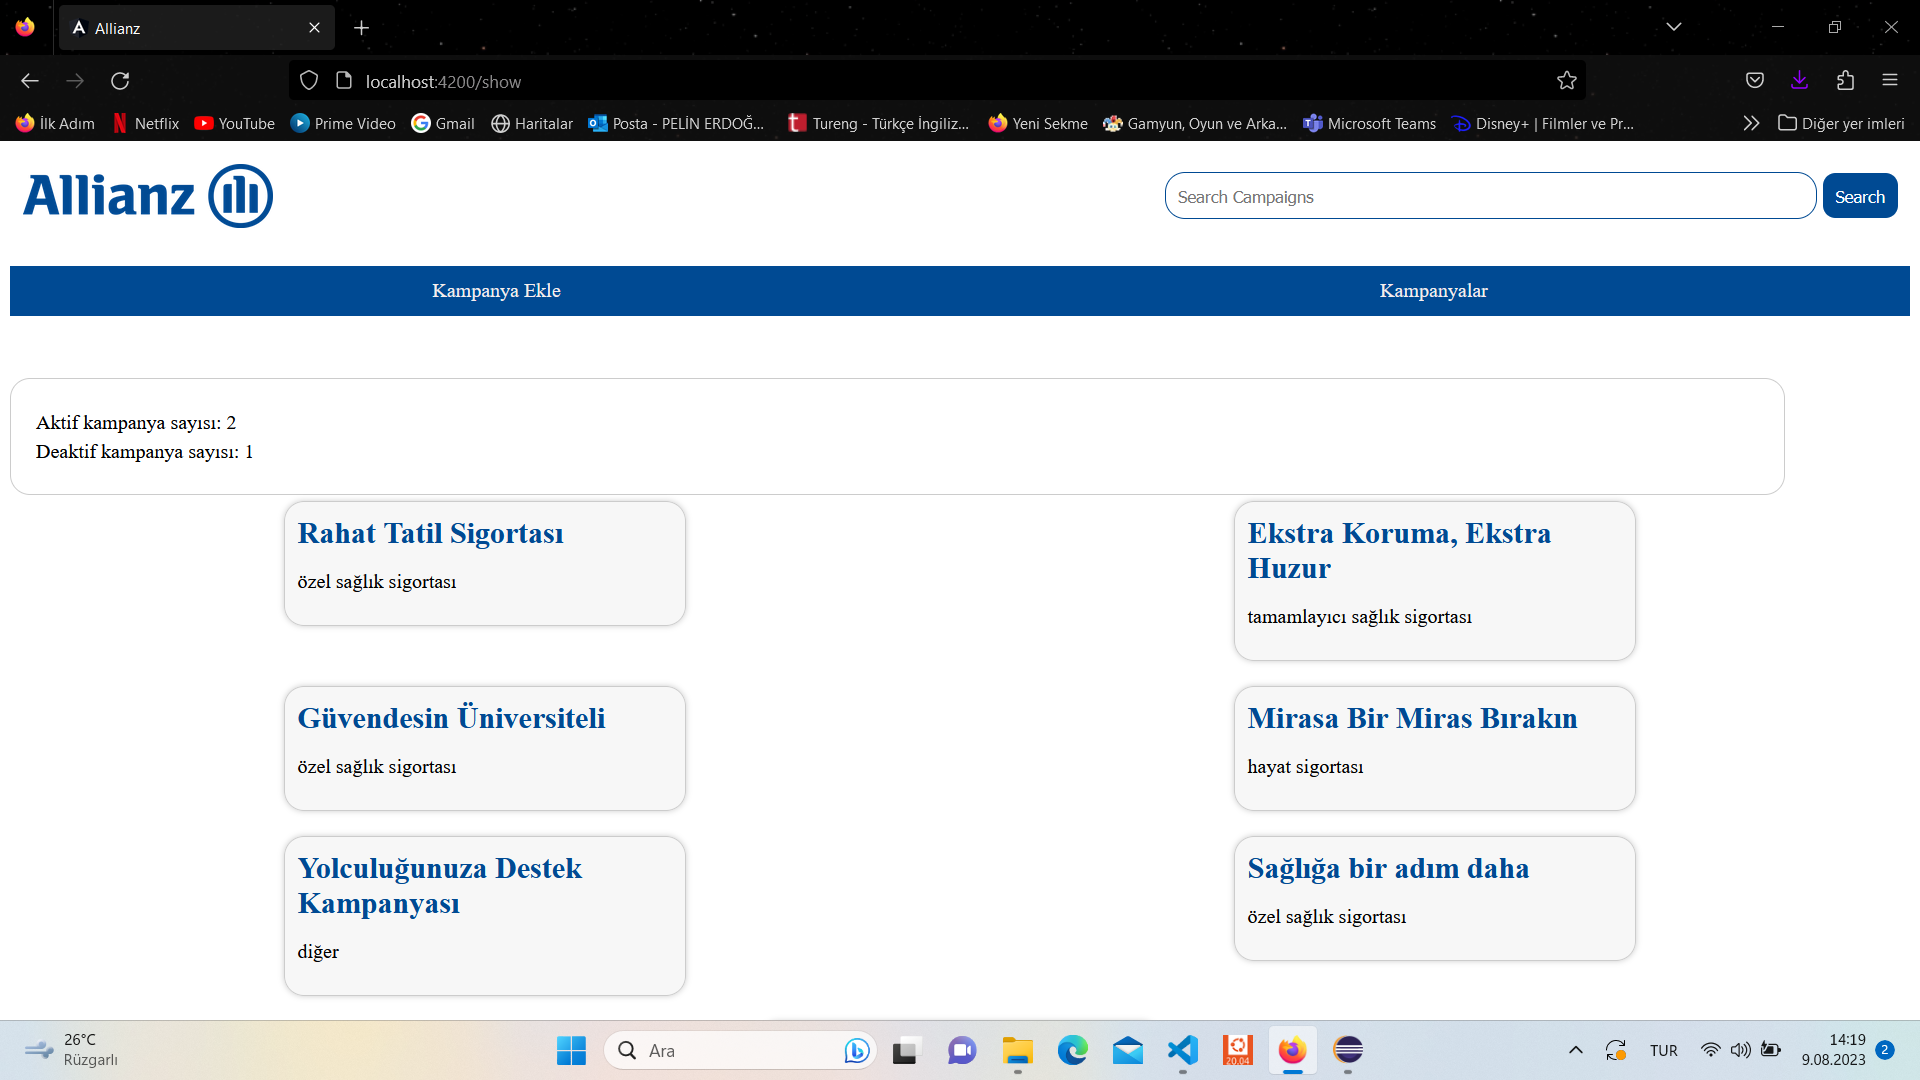 Allianz
localhost:4200/show
İlk Adım
Netflix
YouTube
Prime Video
Gmail
Haritalar
Posta - PELİN ERDOĞ...
Tureng - Türkçe İngiliz...
Yeni Sekme
Gamyun, Oyun ve Arka...
Microsoft Teams
Disney+ | Filmler ve Pr...
Diğer yer imleri
Allianz
Search Campaigns
Search
Kampanya Ekle
Kampanyalar
Aktif kampanya sayısı: 2
Deaktif kampanya sayısı: 1
Rahat Tatil Sigortası
özel sağlık sigortası
Ekstra Koruma, Ekstra
Huzur
tamamlayıcı sağlık sigortası
Güvendesin Üniversiteli
özel sağlık sigortası
Mirasa Bir Miras Bırakın
hayat sigortası
Yolculuğunuza Destek
Kampanyası
diğer
Sağlığa bir adım daha
özel sağlık sigortası
26°C
Rüzgarlı
Ara
20.04
TUR
14:19
9.08.2023
2